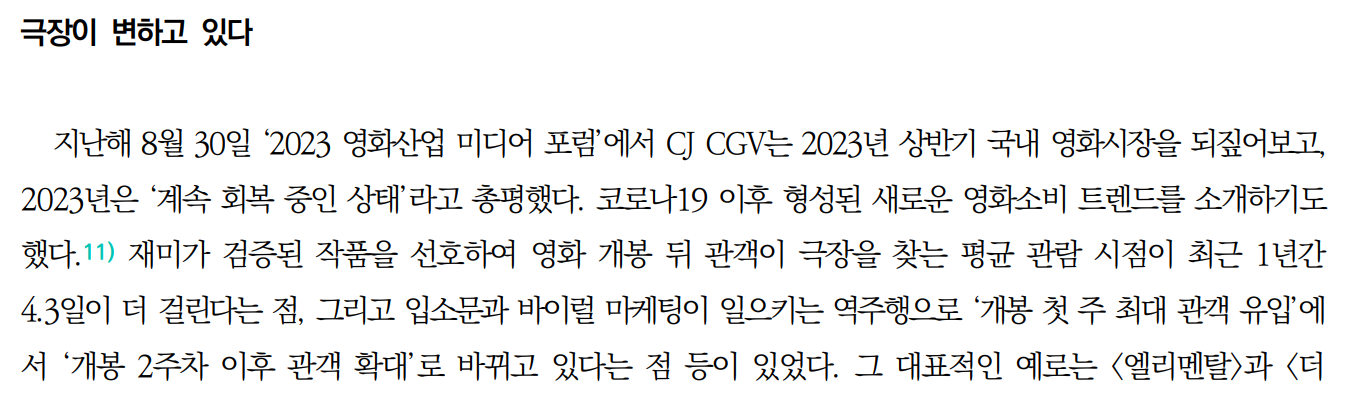 극장이 변하고 있다
지난해 8월 30일 ‘2023 영화산업 미디어 포럼’에서 CJ CGV는 2023년 상반기 국내 영화시장을 되짚어보고,
2023년은 ‘계속 회복 중인 상태’라고 총평했다. 코로나19 이후 형성된 새로운 영화소비 트렌드를 소개하기도
했다.11) 재미가 검증된 작품을 선호하여 영화 개봉 뒤 관객이 극장을 찾는 평균 관람 시점이 최근 1년간
4.3일이 더 걸린다는 점, 그리고 입소문과 바이럴 마케팅이 일으키는 역주행으로 ‘개봉 첫 주 최대 관객 유입’에
서 ‘개봉 2주차 이후 관객 확대’로 바뀌고 있다는 점 등이 있었다. 그 대표적인 예로는 〈엘리멘탈〉과 〈더